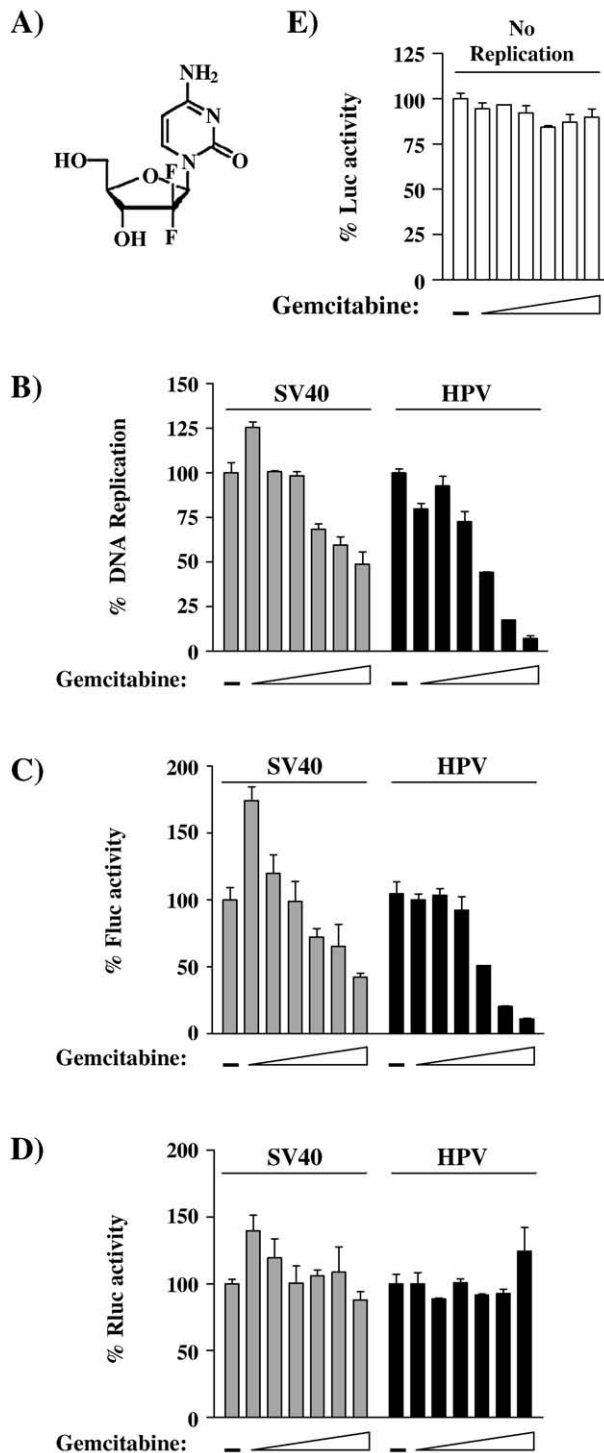 A)
NH2
N
N
O
HO
O
F
F
OH
E)
No
Replication
125
100
75
50
25
0
% Luc activity
Gemcitabine:
B)
SV40
HPV
150
125
100
75
50
25
0
% DNA Replication
Gemcitabine:
C)
SV40
HPV
200
150
100
50
0
% Fluc activity
Gemcitabine:
D)
SV40
HPV
200
150
100
50
0
% Rluc activity
Gemcitabine: